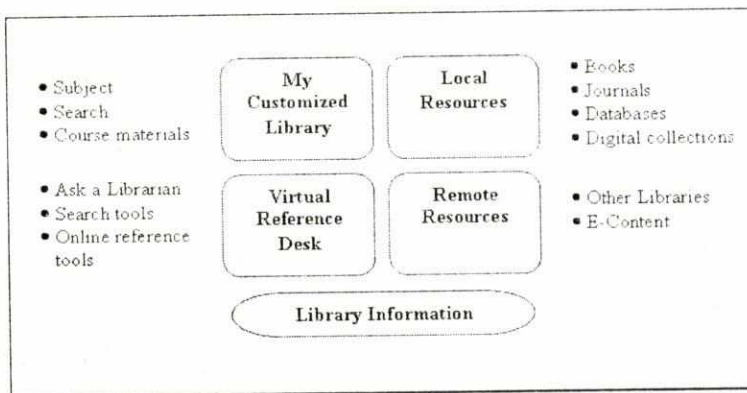 • Subject
• Search
• Course materials
My
Customized
Library
Local
Resources
• Books
• Journals
• Databases
• Digital collections
• Ask a Librarian
• Search tools
• Online reference
tools
Virtual
Reference
Desk
Remote
Resources
• Other Libraries
• E-Content
Library Information